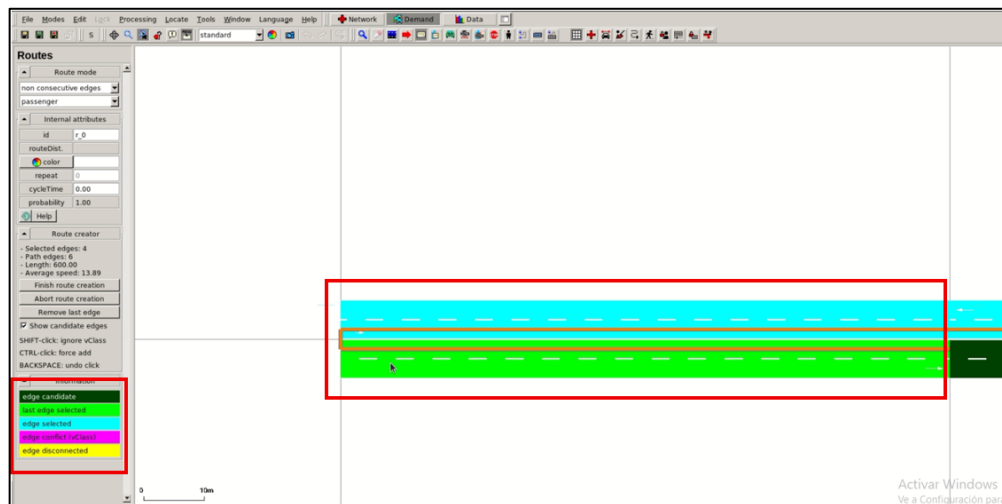 File Modes Edit Lock Processing Locate Tools Window Language Help Network Demand Data
S standard
Routes
Route mode
non consecutive edges
passenger
Internal attributes
id r_0
routeDist.
color
repeat 0
cycleTime 0.00
probability 1.00
Help
Route creator
- Selected edges: 4
- Path edges: 6
- Length: 600.00
- Average speed: 13.89
Finish route creation
Abort route creation
Remove last edge
Show candidate edges
SHIFT-click: ignore vClass
CTRL-click: force add
BACKSPACE: undo click
Information
edge candidate
last edge selected
edge selected
edge conflict (vClass)
edge disconnected
0 10m
Activar Windows
Ve a Configuración para